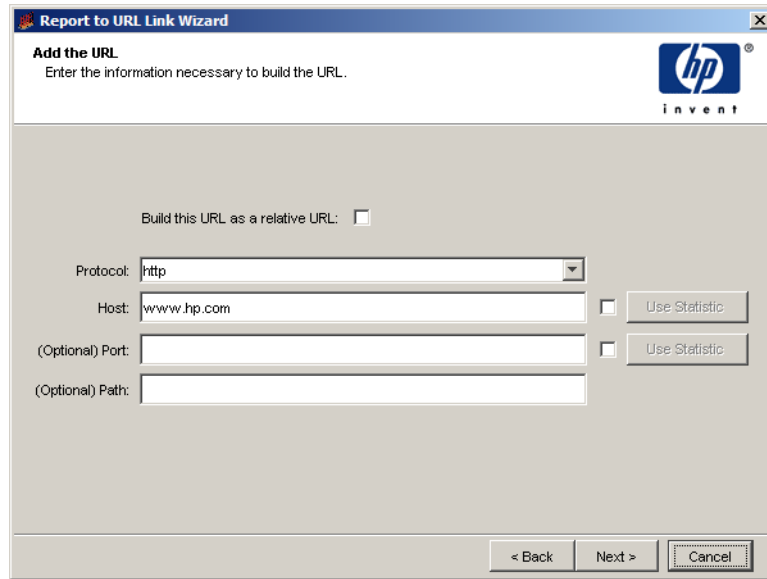 Report to URL Link Wizard
Add the URL
Enter the information necessary to build the URL.
hp
®
invent
Build this URL as a relative URL:
Protocol: http
Host: www.hp.com Use Statistic
(Optional) Port: Use Statistic
(Optional) Path:
< Back Next > Cancel